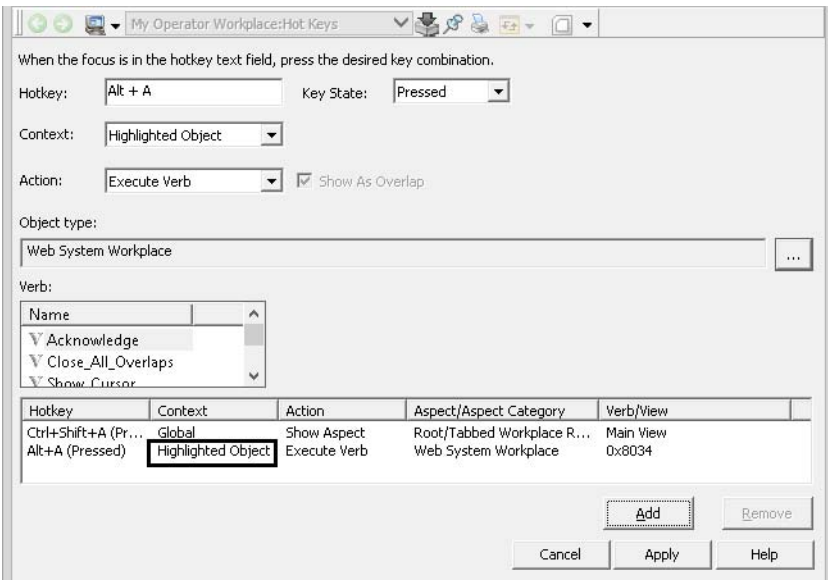 My Operator Workplace:Hot Keys
When the focus is in the hotkey text field, press the desired key combination.
Hotkey: Alt + A Key State: Pressed
Context: Highlighted Object
Action: Execute Verb Show As Overlap
Object type:
Web System Workplace ...
Verb:
Name
Acknowledge
Close_All_Overlaps
Show_Cursor
Hotkey Context Action Aspect/Aspect Category Verb/View
Ctrl+Shift+A (Pr... Global Show Aspect Root/Tabbed Workplace R... Main View
Alt+A (Pressed) Highlighted Object Execute Verb Web System Workplace 0x8034
Add Remove
Cancel Apply Help